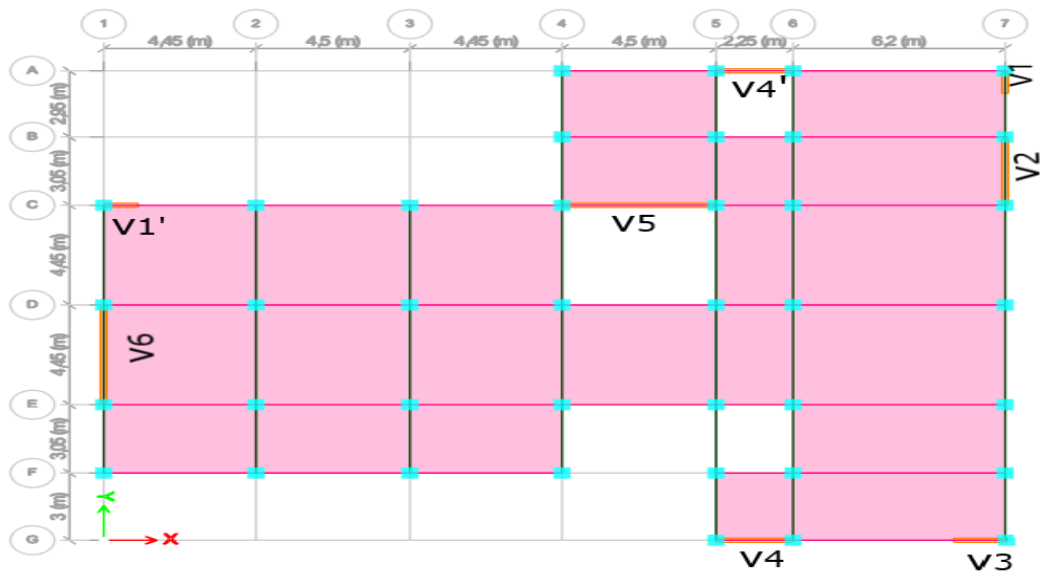 1 2 3 4 5 6 7
4,45 (m) 4,5 (m) 4,45 (m) 4,5 (m) 2,25 (m) 6,2 (m)
A
V1
V4'
2,95 (m)
B
V2
3,05 (m)
C
V1'
V5
4,45 (m)
D
V6
4,45 (m)
E
3,05 (m)
F
Y
3 (m)
G
X
V4
V3